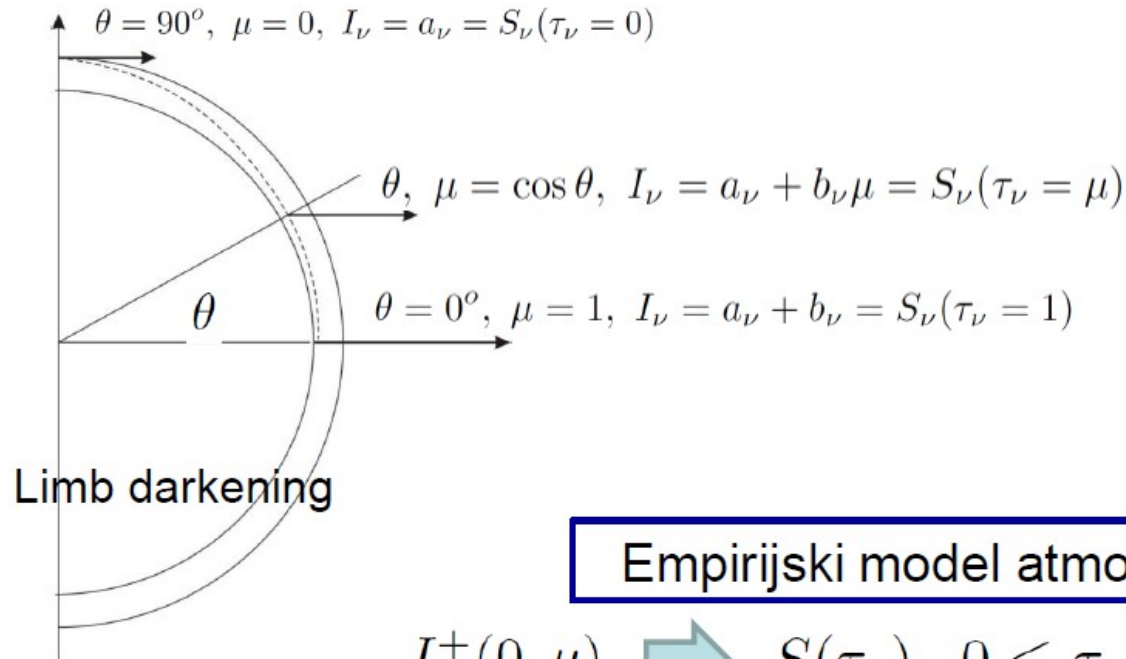 θ = 90°, μ = 0, I_ν = a_ν = S_ν(τ_ν = 0)
θ, μ = cos θ, I_ν = a_ν + b_ν μ = S_ν(τ_ν = μ)
θ = 0°, μ = 1, I_ν = a_ν + b_ν = S_ν(τ_ν = 1)
θ
Limb darkening
Empirijski model